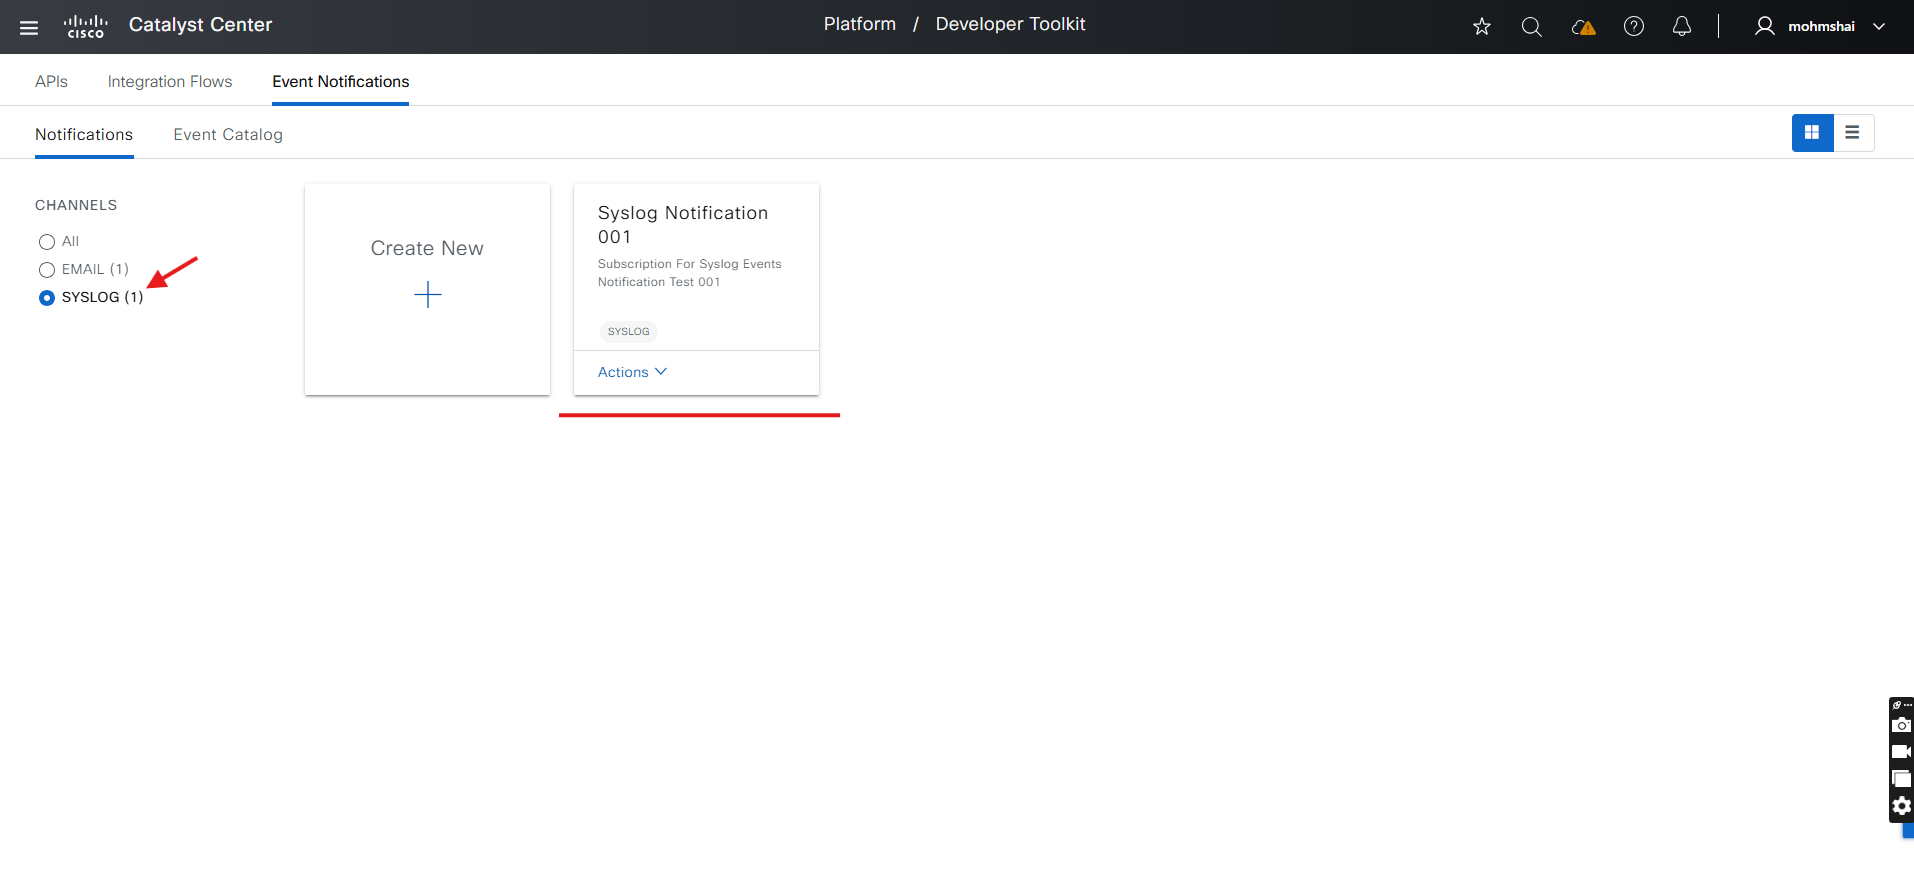 cisco
Catalyst Center
Platform / Developer Toolkit
mohmshai
APIs
Integration Flows
Event Notifications
Notifications
Event Catalog
CHANNELS
All
EMAIL (1)
SYSLOG (1)
Create New
Syslog Notification
001
Subscription For Syslog Events
Notification Test 001
SYSLOG
Actions